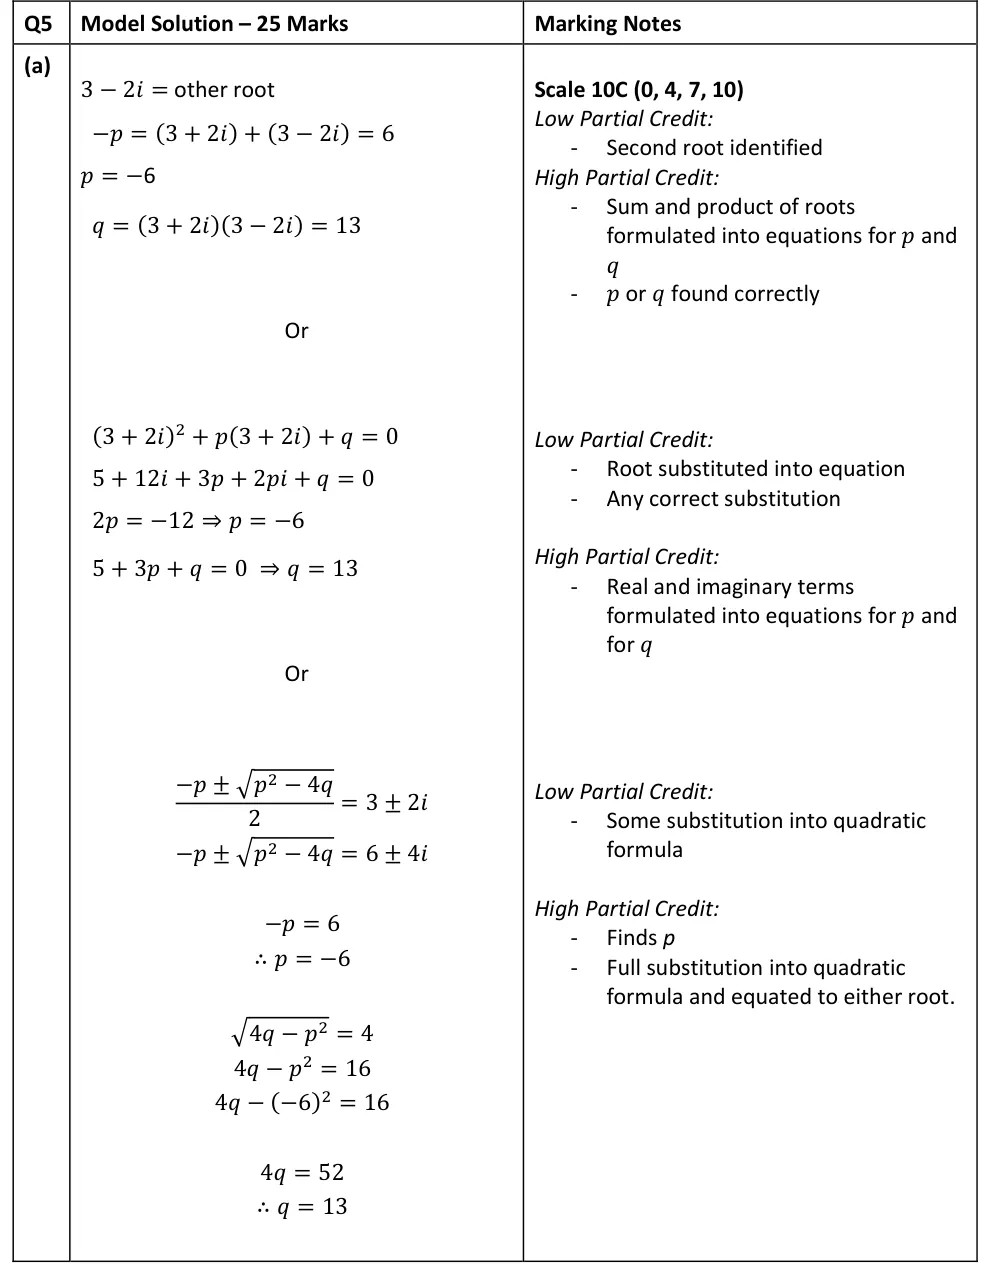 Q5 Model Solution – 25 Marks Marking Notes
(a)
3 − 2i = other root
−p = (3 + 2i) + (3 − 2i) = 6
p = −6
q = (3 + 2i)(3 − 2i) = 13
Or
(3 + 2i)² + p(3 + 2i) + q = 0
5 + 12i + 3p + 2pi + q = 0
2p = −12 ⇒ p = −6
5 + 3p + q = 0 ⇒ q = 13
Or
(−p ± √(p² − 4q))/2 = 3 ± 2i
−p ± √(p² − 4q) = 6 ± 4i
−p = 6
∴ p = −6
√(4q − p²) = 4
4q − p² = 16
4q − (−6)² = 16
4q = 52
∴ q = 13
Scale 10C (0, 4, 7, 10)
Low Partial Credit:
- Second root identified
High Partial Credit:
- Sum and product of roots
formulated into equations for p and
q
- p or q found correctly
Low Partial Credit:
- Root substituted into equation
- Any correct substitution
High Partial Credit:
- Real and imaginary terms
formulated into equations for p and
for q
Low Partial Credit:
- Some substitution into quadratic
formula
High Partial Credit:
- Finds p
- Full substitution into quadratic
formula and equated to either root.